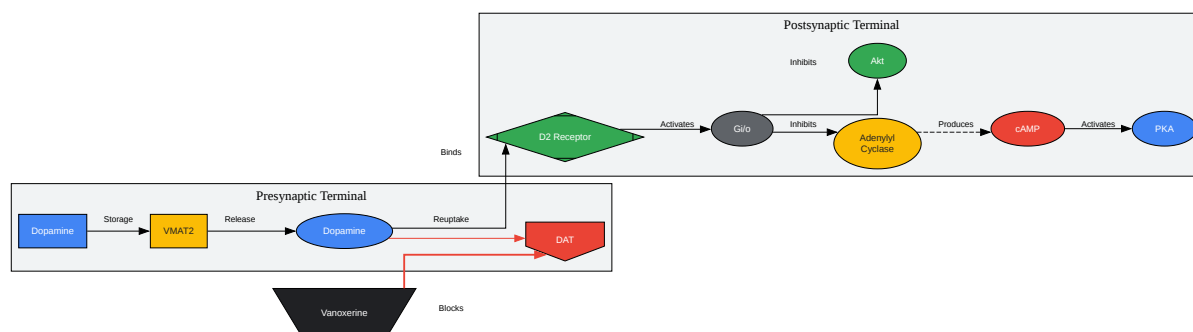 Postsynaptic Terminal
Inhibits
Akt
D2 Receptor
Activates
Gi/o
Inhibits
Adenylyl
Cyclase
Produces
cAMP
Activates
PKA
Binds
Presynaptic Terminal
Dopamine
Storage
VMAT2
Release
Dopamine
Reuptake
DAT
Vanoxerine
Blocks